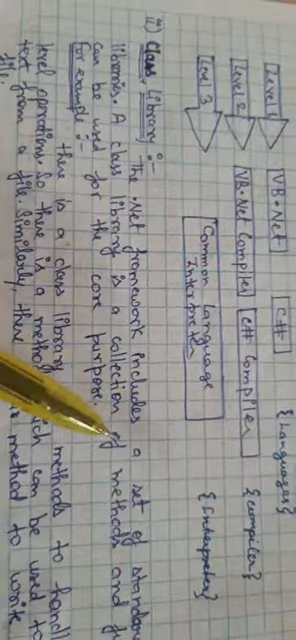 Level 1 VB.Net C# {Languages}
Level 2 VB.Net Compiler C# Compiler {compiler}
Level 3 Common Language {Interpreter}
Interpreter
ii) Class Library :- The .Net framework includes a set of standard
libraries. A class library is a collection of methods and
can be used for the core purpose.
for example :-
there is a class library methods to handle
level operations. So there is a method which can be used to
text from a file. Similarly there method to write
file.